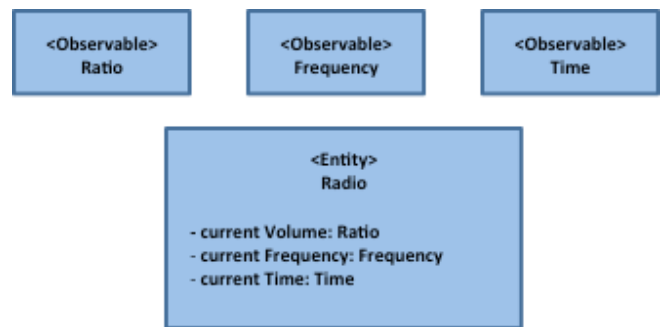 <Observable>
Ratio
<Observable>
Frequency
<Observable>
Time
<Entity>
Radio
- current Volume: Ratio
- current Frequency: Frequency
- current Time: Time